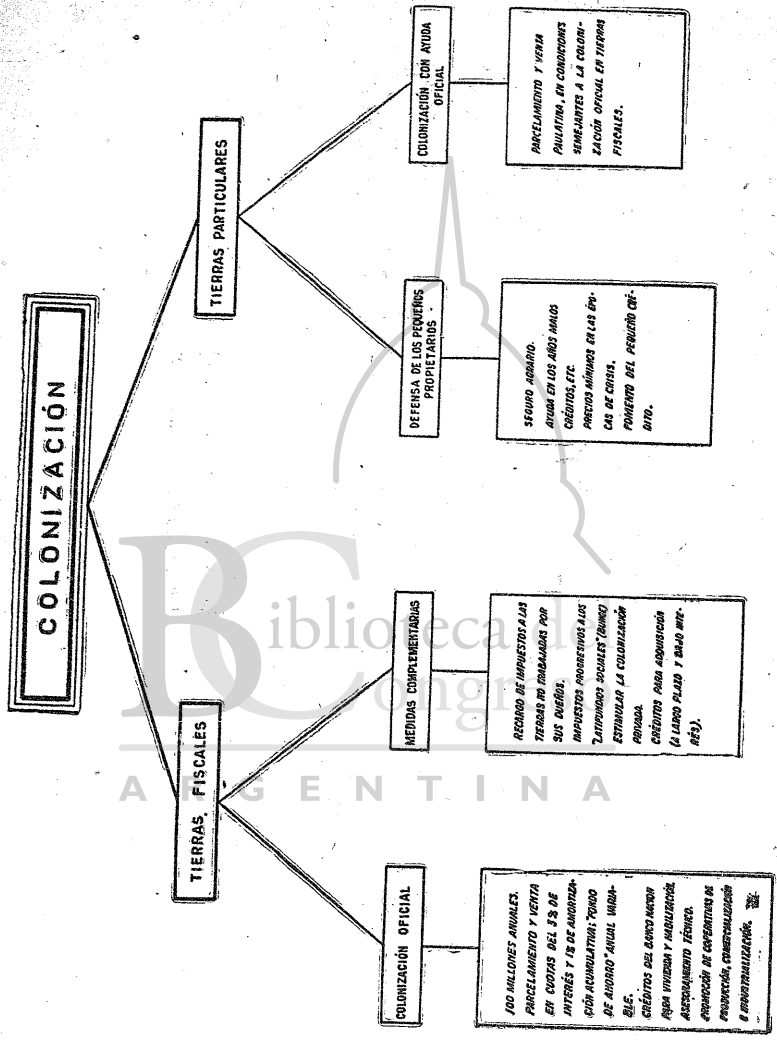 COLONIZACIÓN
TIERRAS FISCALES
TIERRAS PARTICULARES
COLONIZACIÓN OFICIAL
MEDIDAS COMPLEMENTARIAS
DEFENSA DE LOS PEQUEÑOS
PROPIETARIOS
COLONIZACIÓN CON AYUDA
OFICIAL
100 MILLONES ANUALES.
PARCELAMIENTO Y VENTA
EN CUOTAS DEL 3% DE
INTERÉS Y 1% DE AMORTIZA-
CIÓN ACUMULATIVA: "FONDO
DE AHORRO" ANUAL VARIA-
BLE.
CRÉDITOS DEL BANCO NACION
PARA VIVIENDA Y HABILITACIÓN.
ASESORAMIENTO TÉCNICO.
PROMOCIÓN DE COPERATIVAS DE
PRODUCCIÓN, COMERCIALIZACIÓN
E INDUSTRIALIZACIÓN.
RECARGO DE IMPUESTOS A LAS
TIERRAS NO TRABAJADAS POR
SUS DUEÑOS.
IMPUESTOS PROGRESIVOS A LOS
"LATIFUNDIOS SOCIALES" (BUNGE)
ESTIMULAR LA COLONIZACIÓN
PRIVADA.
CRÉDITOS PARA ADQUISICIÓN
(A LARGO PLAZO Y BAJO INTE-
RÉS).
SEGURO AGRARIO.
AYUDA EN LOS AÑOS MALOS
CRÉDITOS, ETC.
PRECIOS MÍNIMOS EN LAS ÉPO-
CAS DE CRISIS.
FOMENTO DEL PEQUEÑO CRÉ-
DITO.
PARCELAMIENTO Y VENTA
PAULATINA, EN CONDICIONES
SEMEJANTES A LA COLONI-
ZACIÓN OFICIAL EN TIERRAS
FISCALES.
Biblioteca del
Congreso
ARGENTINA